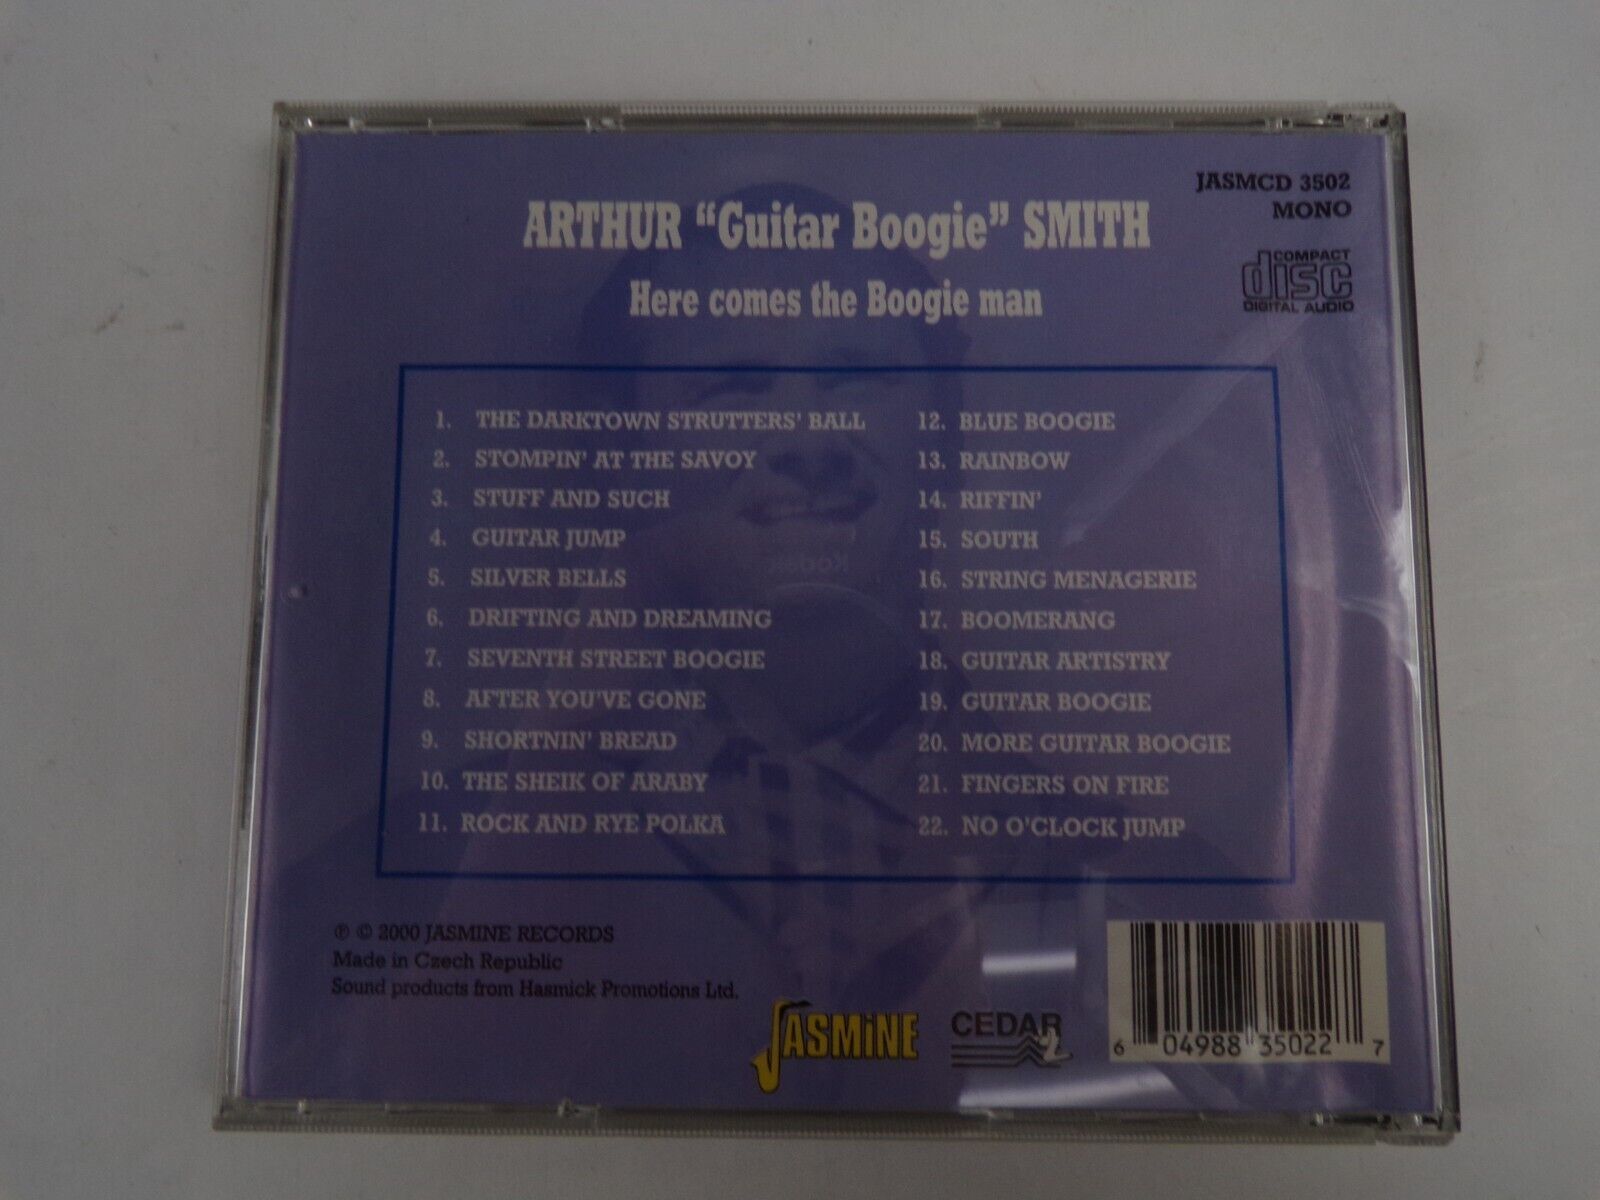 JASMCD 3502
MONO
COMPACT
disc
DIGITAL AUDIO
ARTHUR “Guitar Boogie” SMITH
Here comes the Boogie man
1. THE DARKTOWN STRUTTERS' BALL
2. STOMPIN' AT THE SAVOY
3. STUFF AND SUCH
4. GUITAR JUMP
5. SILVER BELLS
6. DRIFTING AND DREAMING
7. SEVENTH STREET BOOGIE
8. AFTER YOU'VE GONE
9. SHORTNIN' BREAD
10. THE SHEIK OF ARABY
11. ROCK AND RYE POLKA
12. BLUE BOOGIE
13. RAINBOW
14. RIFFIN'
15. SOUTH
16. STRING MENAGERIE
17. BOOMERANG
18. GUITAR ARTISTRY
19. GUITAR BOOGIE
20. MORE GUITAR BOOGIE
21. FINGERS ON FIRE
22. NO O'CLOCK JUMP
℗ © 2000 JASMINE RECORDS
Made in Czech Republic
Sound products from Hasmick Promotions Ltd.
JASMiNE
CEDAR 2
6 04988 35022 7
Kodak